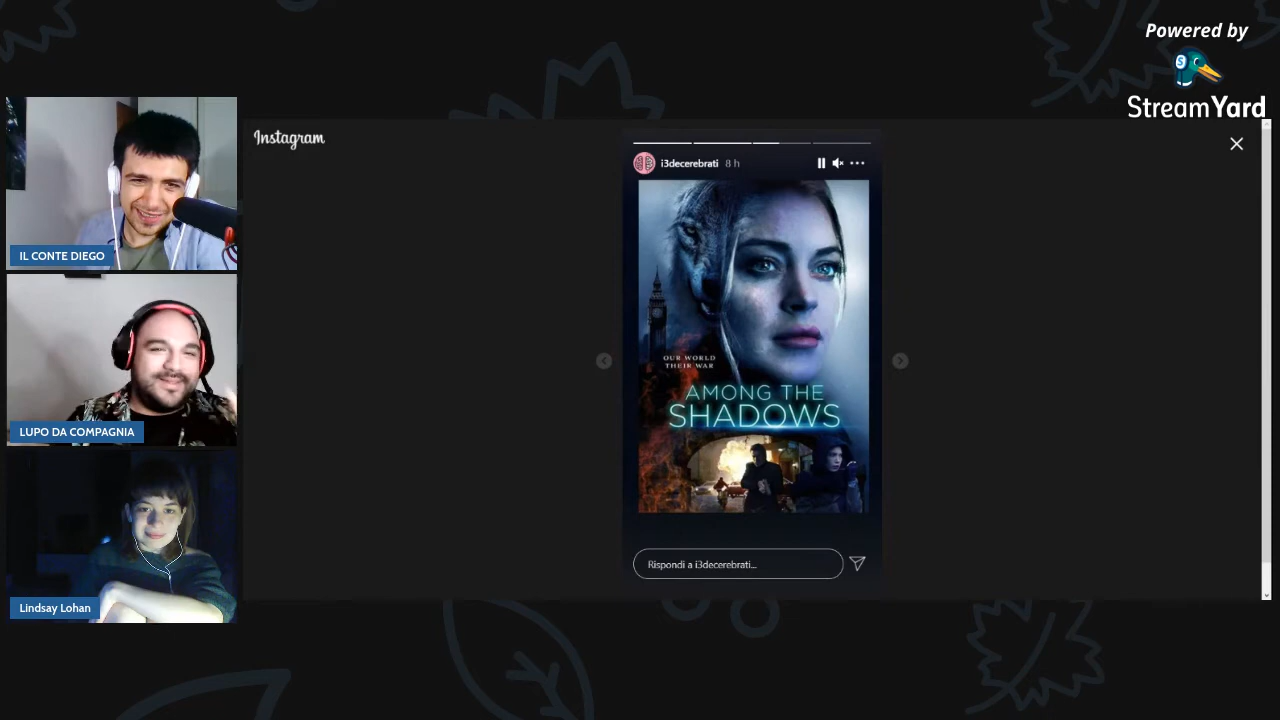 Powered by
StreamYard
Instagram
i3decerebrati 8 h
OUR WORLD
THEIR WAR
AMONG THE
SHADOWS
Rispondi a i3decerebrati...
IL CONTE DIEGO
LUPO DA COMPAGNIA
Lindsay Lohan